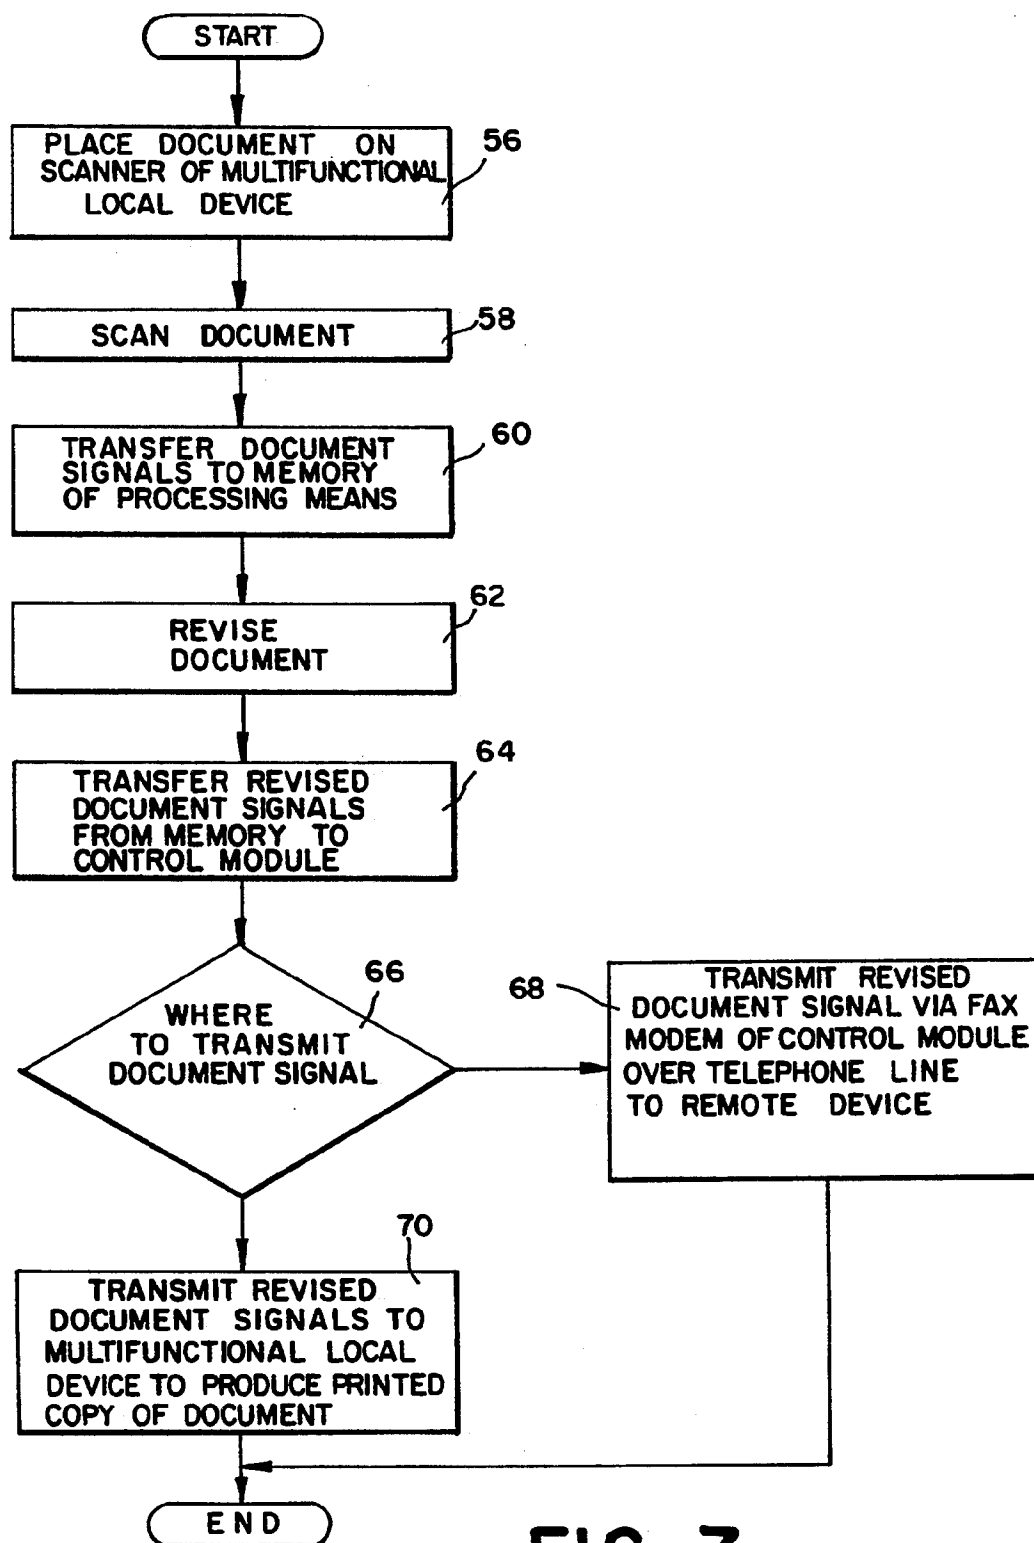 START
PLACE DOCUMENT ON
SCANNER OF MULTIFUNCTIONAL
LOCAL DEVICE
56
SCAN DOCUMENT
58
TRANSFER DOCUMENT
SIGNALS TO MEMORY
OF PROCESSING MEANS
60
REVISE
DOCUMENT
62
TRANSFER REVISED
DOCUMENT SIGNALS
FROM MEMORY TO
CONTROL MODULE
64
WHERE
TO TRANSMIT
DOCUMENT SIGNAL
66
68
TRANSMIT REVISED
DOCUMENT SIGNAL VIA FAX
MODEM OF CONTROL MODULE
OVER TELEPHONE LINE
TO REMOTE DEVICE
70
TRANSMIT REVISED
DOCUMENT SIGNALS TO
MULTIFUNCTIONAL LOCAL
DEVICE TO PRODUCE PRINTED
COPY OF DOCUMENT
END